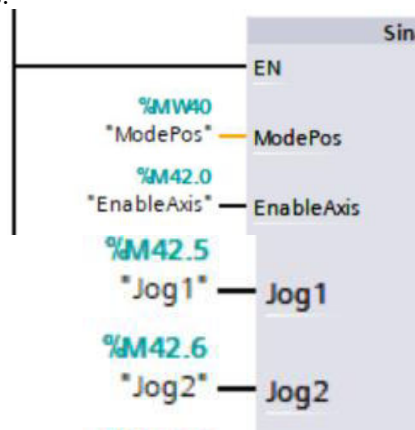 Sin
EN
%MW40
"ModePos" ModePos
%M42.0
"EnableAxis" EnableAxis
%M42.5
"Jog1" Jog1
%M42.6
"Jog2" Jog2